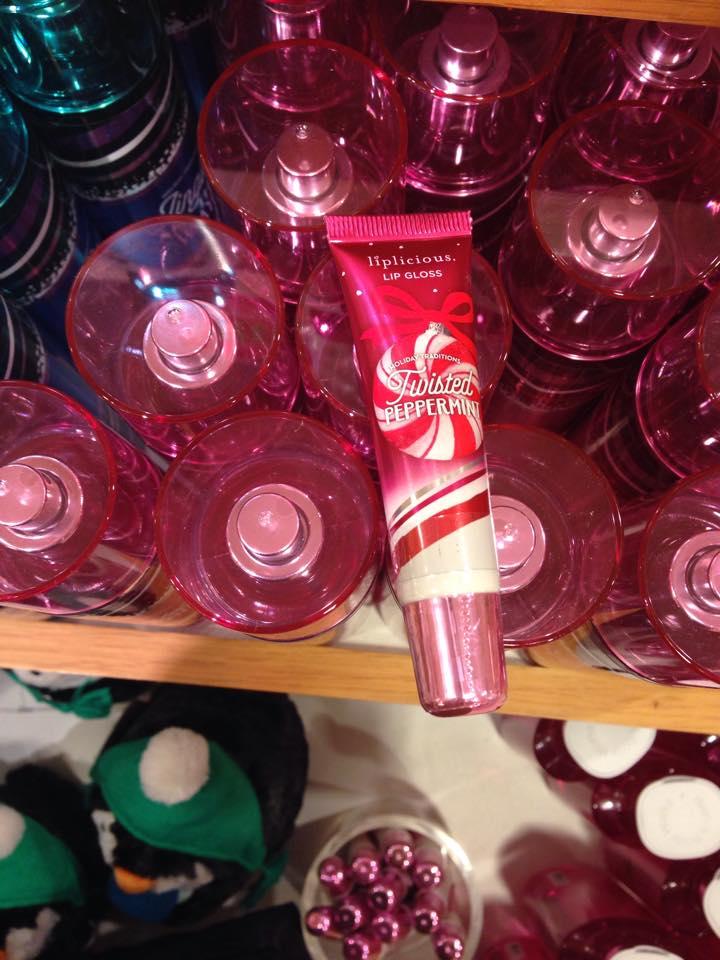 liplicious.
LIP GLOSS
HOLIDAY TRADITIONS
Twisted
PEPPERMINT